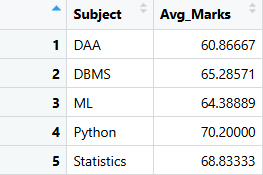 Subject Avg_Marks
1 DAA 60.86667
2 DBMS 65.28571
3 ML 64.38889
4 Python 70.20000
5 Statistics 68.83333